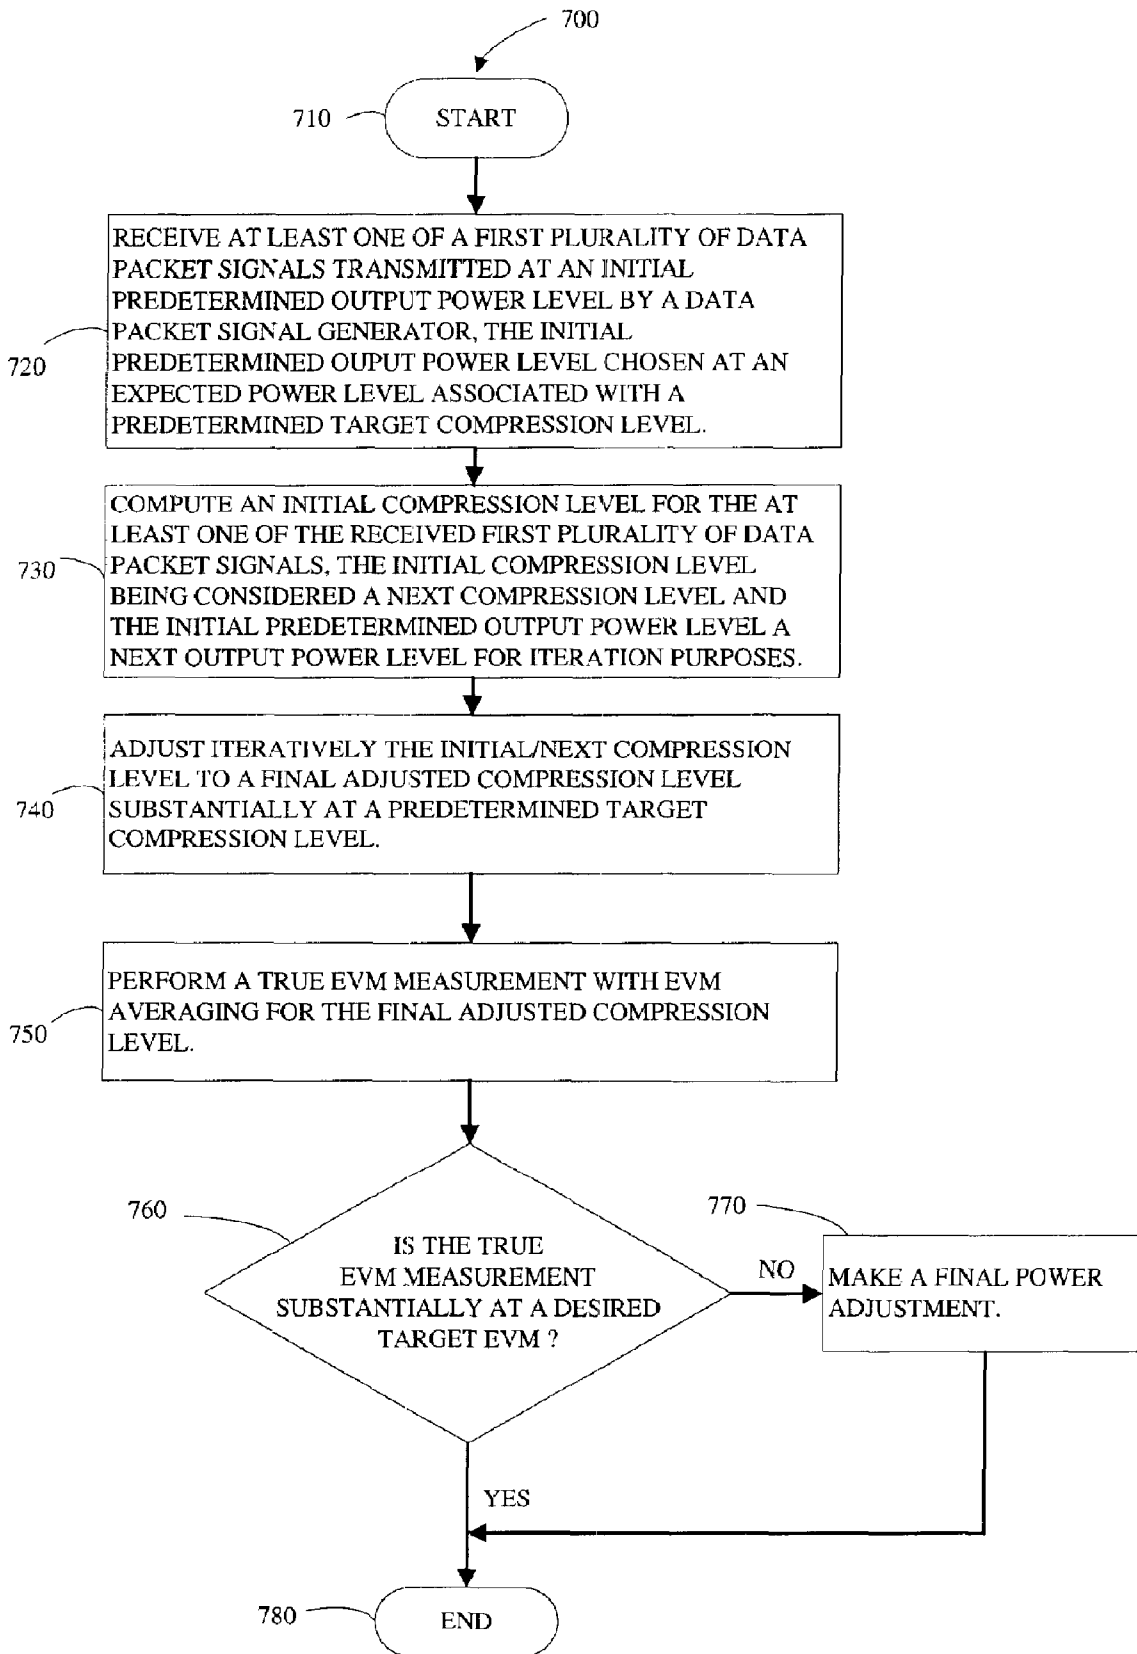 700
710
START
720
RECEIVE AT LEAST ONE OF A FIRST PLURALITY OF DATA
PACKET SIGNALS TRANSMITTED AT AN INITIAL
PREDETERMINED OUTPUT POWER LEVEL BY A DATA
PACKET SIGNAL GENERATOR, THE INITIAL
PREDETERMINED OUPUT POWER LEVEL CHOSEN AT AN
EXPECTED POWER LEVEL ASSOCIATED WITH A
PREDETERMINED TARGET COMPRESSION LEVEL.
730
COMPUTE AN INITIAL COMPRESSION LEVEL FOR THE AT
LEAST ONE OF THE RECEIVED FIRST PLURALITY OF DATA
PACKET SIGNALS, THE INITIAL COMPRESSION LEVEL
BEING CONSIDERED A NEXT COMPRESSION LEVEL AND
THE INITIAL PREDETERMINED OUTPUT POWER LEVEL A
NEXT OUTPUT POWER LEVEL FOR ITERATION PURPOSES.
740
ADJUST ITERATIVELY THE INITIAL/NEXT COMPRESSION
LEVEL TO A FINAL ADJUSTED COMPRESSION LEVEL
SUBSTANTIALLY AT A PREDETERMINED TARGET
COMPRESSION LEVEL.
750
PERFORM A TRUE EVM MEASUREMENT WITH EVM
AVERAGING FOR THE FINAL ADJUSTED COMPRESSION
LEVEL.
760
IS THE TRUE
EVM MEASUREMENT
SUBSTANTIALLY AT A DESIRED
TARGET EVM ?
NO
770
MAKE A FINAL POWER
ADJUSTMENT.
YES
780
END